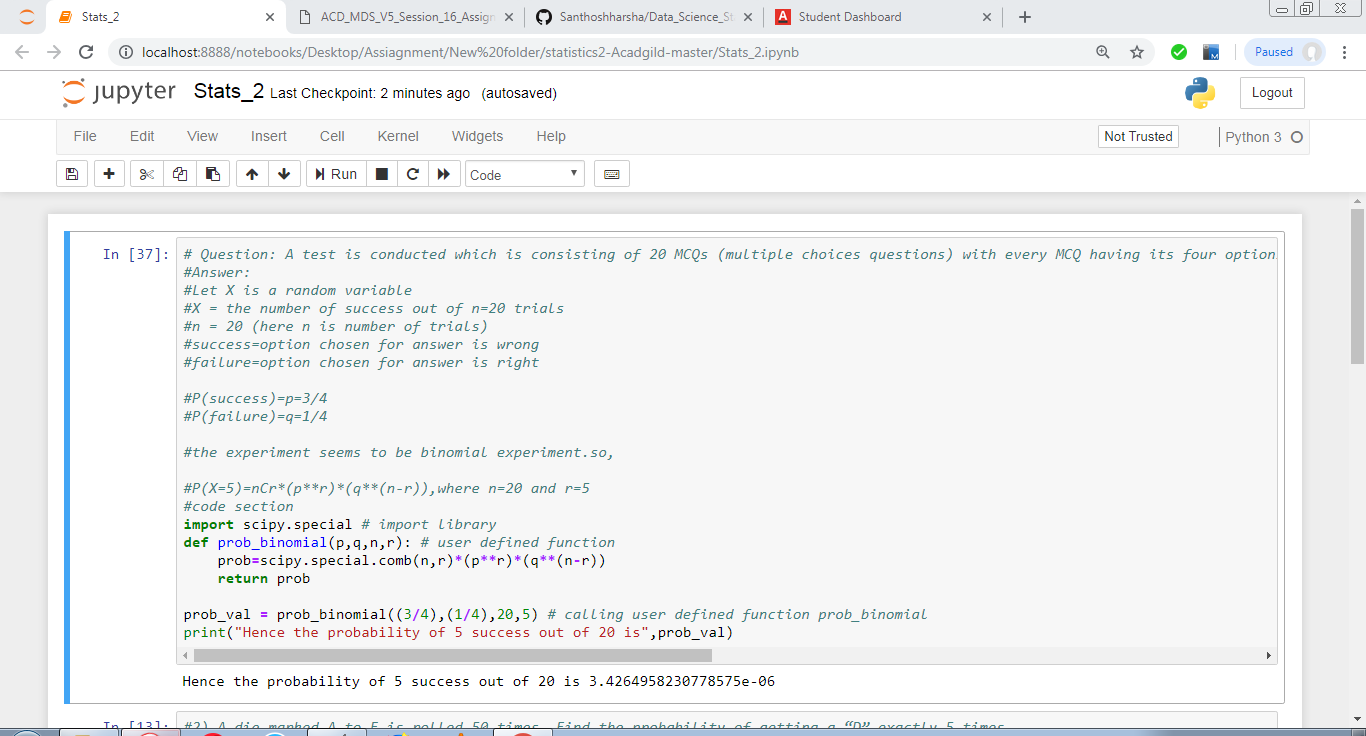 Stats_2
ACD_MDS_V5_Session_16_Assign
Santhoshharsha/Data_Science_St
Student Dashboard
localhost:8888/notebooks/Desktop/Assiagnment/New%20folder/statistics2-Acadgild-master/Stats_2.ipynb
Paused
jupyter Stats_2 Last Checkpoint: 2 minutes ago (autosaved)
Logout
File Edit View Insert Cell Kernel Widgets Help
Not Trusted
Python 3
Run
Code
In [37]:
# Question: A test is conducted which is consisting of 20 MCQs (multiple choices questions) with every MCQ having its four option
#Answer:
#Let X is a random variable
#X = the number of success out of n=20 trials
#n = 20 (here n is number of trials)
#success=option chosen for answer is wrong
#failure=option chosen for answer is right
#P(success)=p=3/4
#P(failure)=q=1/4
#the experiment seems to be binomial experiment.so,
#P(X=5)=nCr*(p**r)*(q**(n-r)),where n=20 and r=5
#code section
import scipy.special # import library
def prob_binomial(p,q,n,r): # user defined function
    prob=scipy.special.comb(n,r)*(p**r)*(q**(n-r))
    return prob
prob_val = prob_binomial((3/4),(1/4),20,5) # calling user defined function prob_binomial
print("Hence the probability of 5 success out of 20 is",prob_val)
Hence the probability of 5 success out of 20 is 3.4264958230778575e-06
In [13]:
#2) A die marked A to E is rolled 50 times. Find the probability of getting a “D” exactly 5 times.